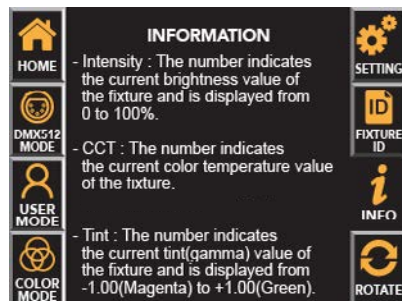 INFORMATION
- Intensity : The number indicates
the current brightness value of
the fixture and is displayed from
0 to 100%.
- CCT : The number indicates
the current color temperature value
of the fixture.
- Tint : The number indicates
the current tint(gamma) value of
the fixture and is displayed from
-1.00(Magenta) to +1.00(Green).
HOME
DMX512
MODE
USER
MODE
COLOR
MODE
SETTING
ID
FIXTURE
ID
i
INFO
ROTATE